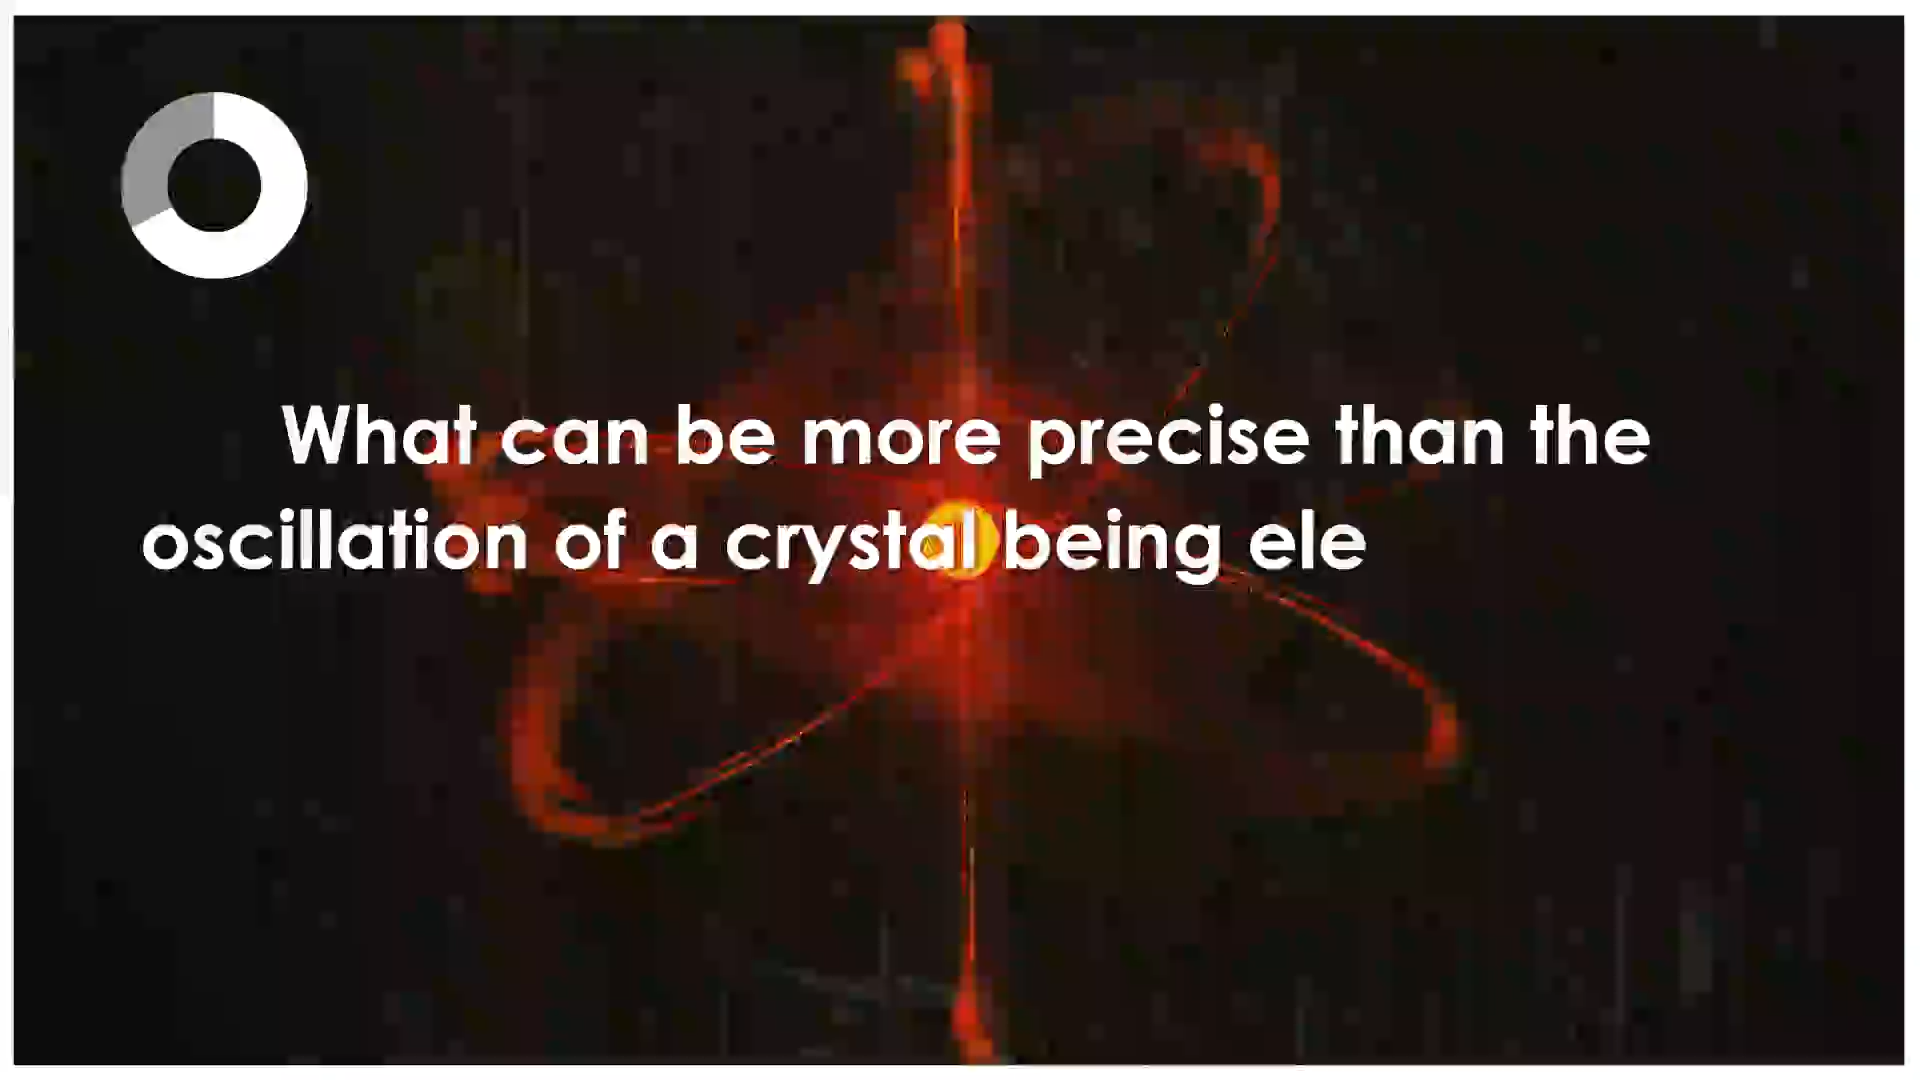 What can be more precise than the
oscillation of a crystal being ele